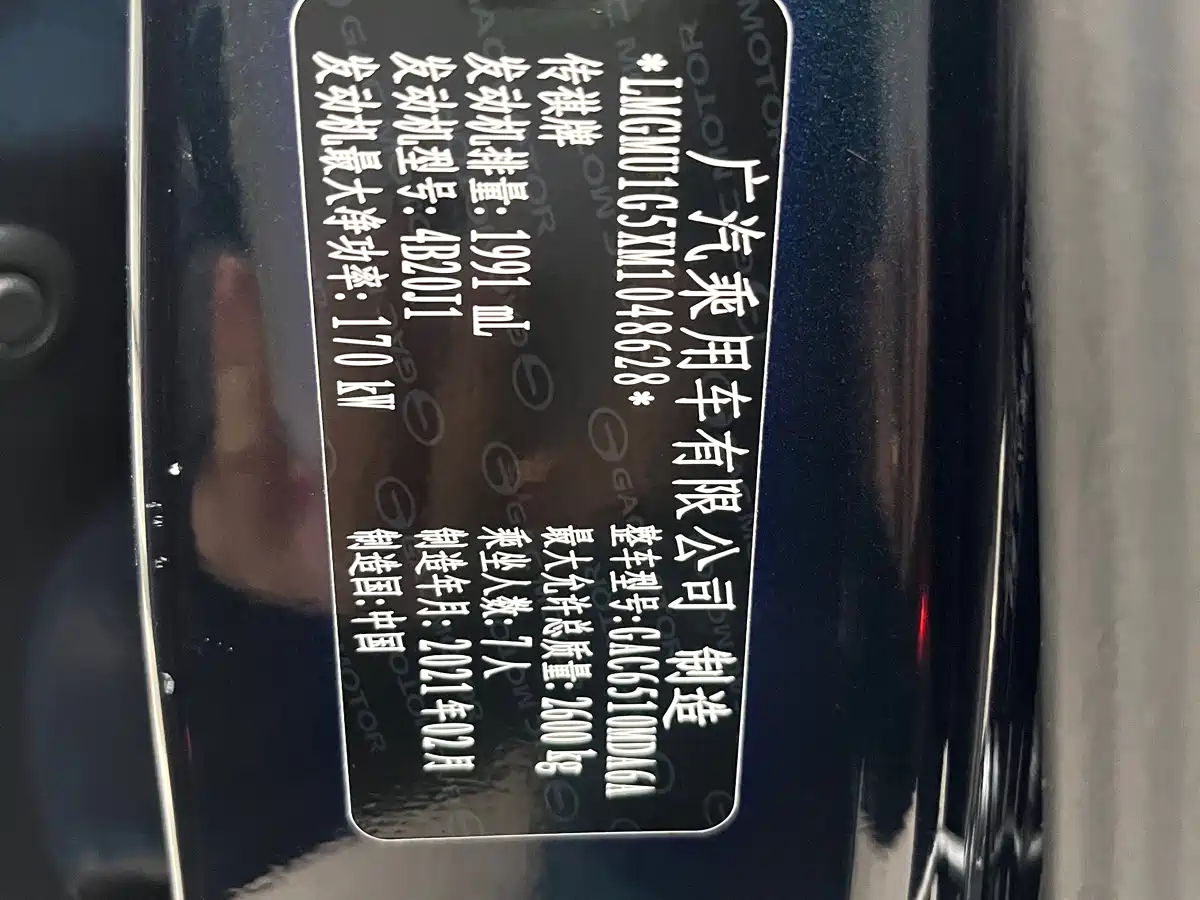 广汽乘用车有限公司 制造
*LMGMU1G5XM1048628* 整车型号:GAC6510MDA6A
传祺牌 最大允许总质量:2600 kg
发动机排量:1991 mL 乘坐人数:7人
发动机型号:4B20J1 制造年月:2021年02月
发动机最大净功率:170 kW 制造国:中国
GAC MOTOR